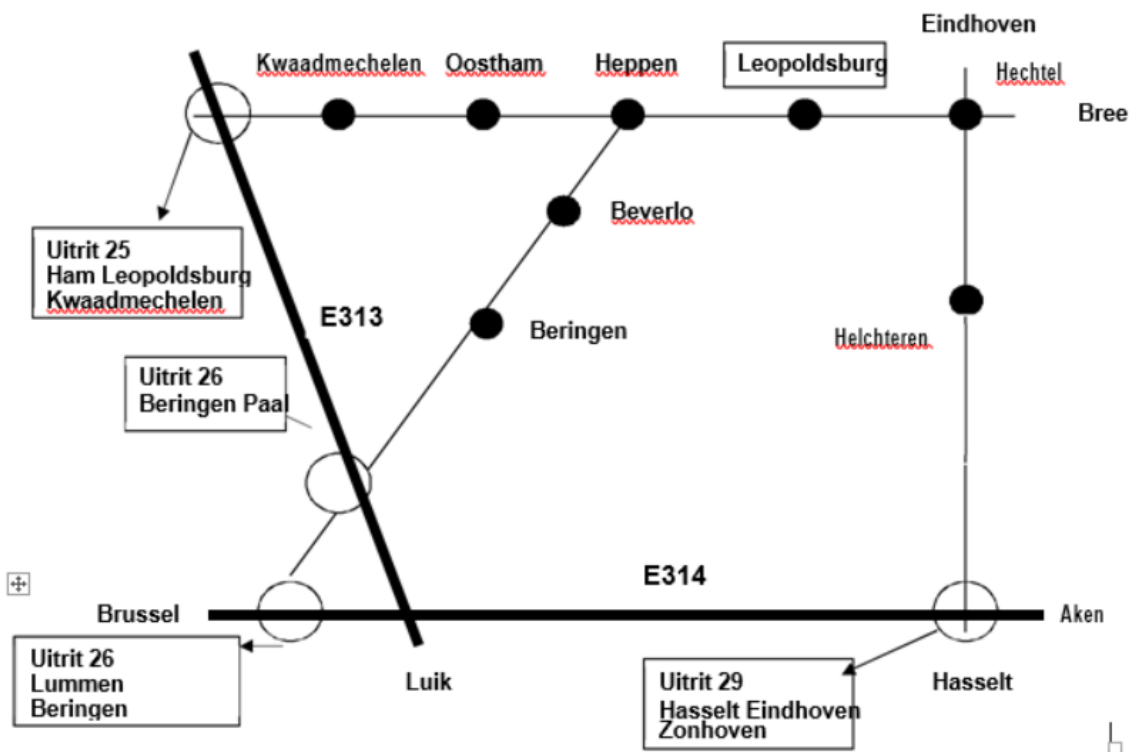 Eindhoven
Kwaadmechelen
Oostham
Heppen
Leopoldsburg
Hechtel
Bree
Beverlo
Uitrit 25
Ham Leopoldsburg
Kwaadmechelen
E313
Beringen
Helchteren
Uitrit 26
Beringen Paal
E314
Brussel
Aken
Uitrit 26
Lummen
Beringen
Luik
Uitrit 29
Hasselt Eindhoven
Zonhoven
Hasselt